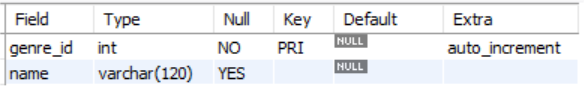 Field Type Null Key Default Extra
genre_id int NO PRI NULL auto_increment
name varchar(120) YES NULL